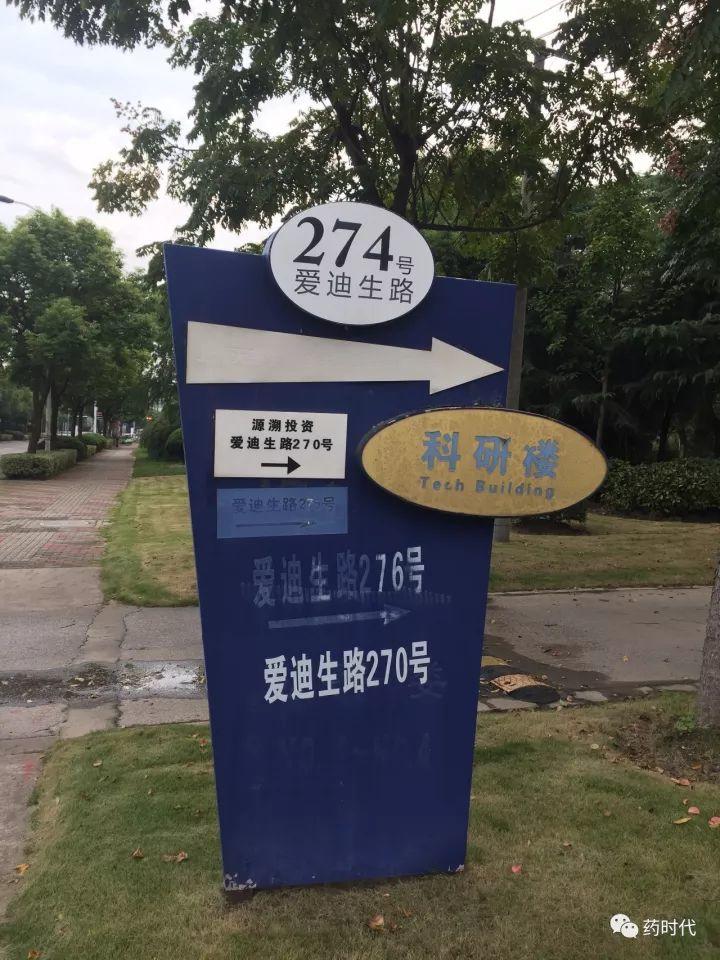 274号
爱迪生路
源溯投资
爱迪生路270号
科研楼
Tech Building
爱迪生路276号
爱迪生路270号
药时代